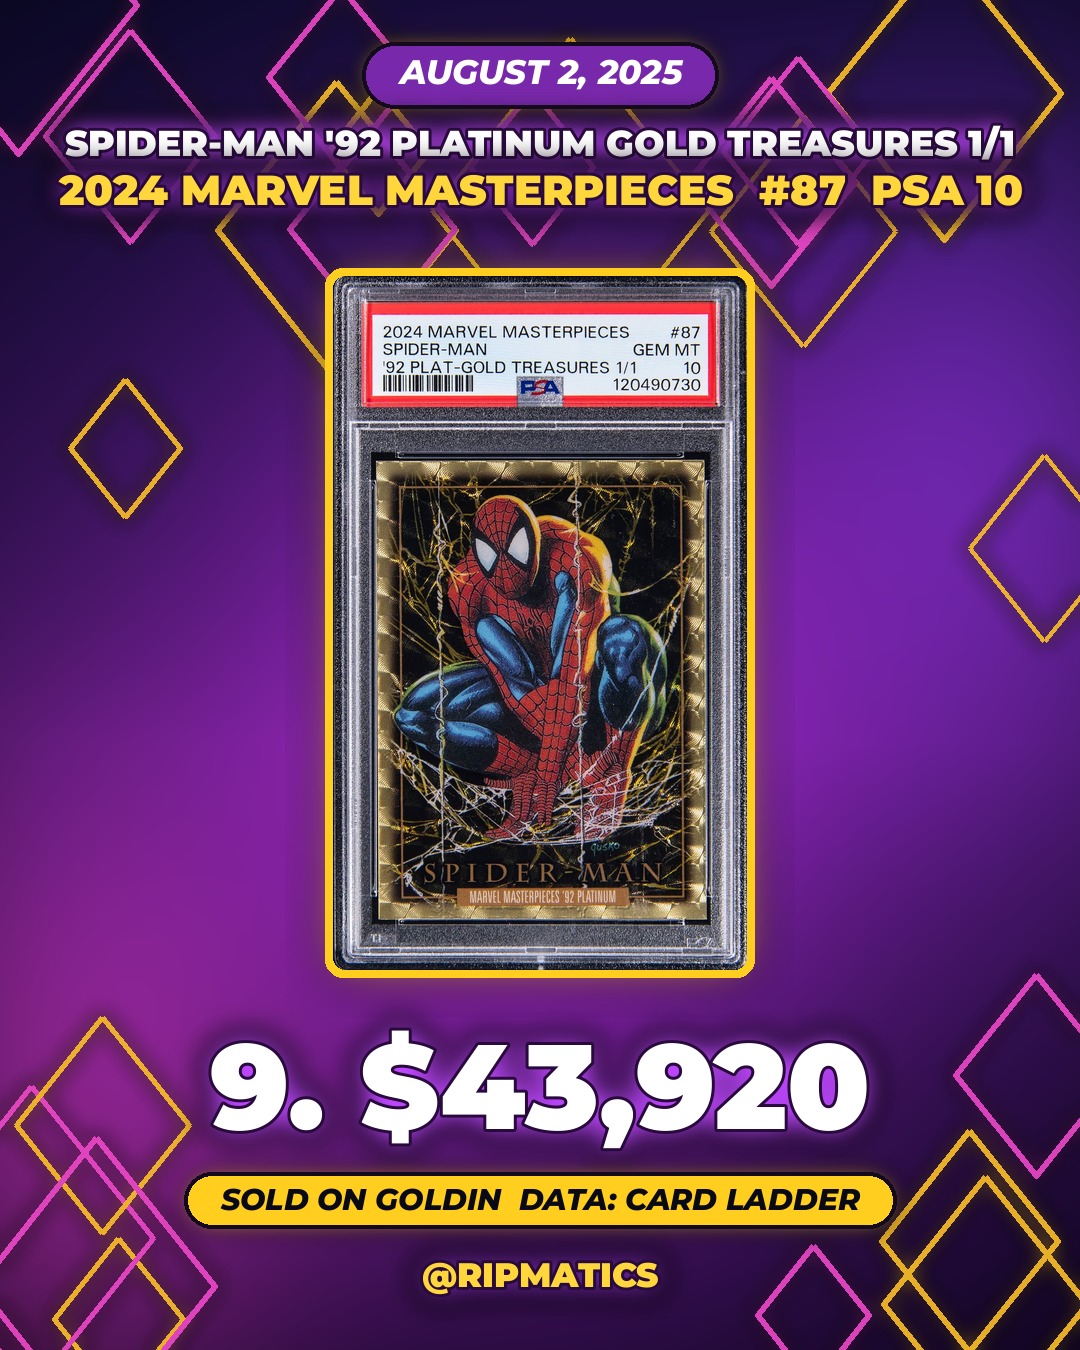 AUGUST 2, 2025
SPIDER-MAN '92 PLATINUM GOLD TREASURES 1/1
2024 MARVEL MASTERPIECES #87 PSA 10
2024 MARVEL MASTERPIECES #87
SPIDER-MAN GEM MT
'92 PLAT-GOLD TREASURES 1/1 10
PSA 120490730
GUSKO
SPIDER-MAN
MARVEL MASTERPIECES '92 PLATINUM
9. $43,920
SOLD ON GOLDIN DATA: CARD LADDER
@RIPMATICS